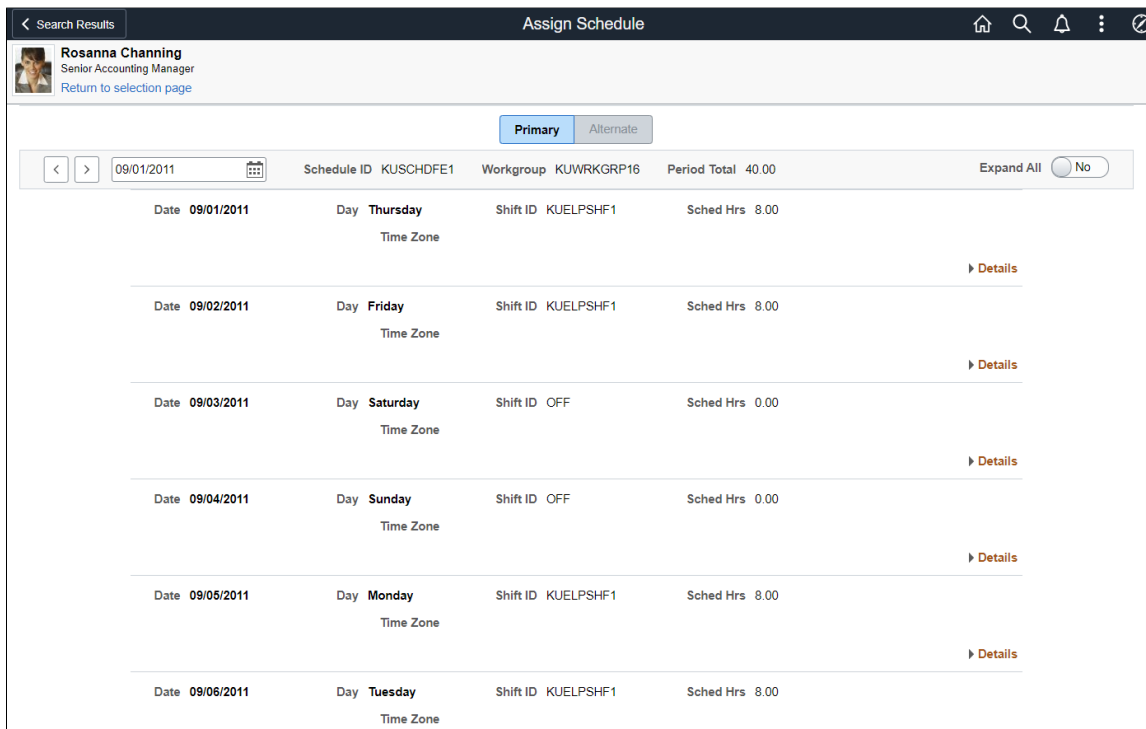 Search Results Assign Schedule
Rosanna Channing
Senior Accounting Manager
Return to selection page
Primary Alternate
09/01/2011 Schedule ID KUSCHDFE1 Workgroup KUWRKGRP16 Period Total 40.00 Expand All No
Date 09/01/2011 Day Thursday Shift ID KUELPSHF1 Sched Hrs 8.00
Time Zone
Details
Date 09/02/2011 Day Friday Shift ID KUELPSHF1 Sched Hrs 8.00
Time Zone
Details
Date 09/03/2011 Day Saturday Shift ID OFF Sched Hrs 0.00
Time Zone
Details
Date 09/04/2011 Day Sunday Shift ID OFF Sched Hrs 0.00
Time Zone
Details
Date 09/05/2011 Day Monday Shift ID KUELPSHF1 Sched Hrs 8.00
Time Zone
Details
Date 09/06/2011 Day Tuesday Shift ID KUELPSHF1 Sched Hrs 8.00
Time Zone